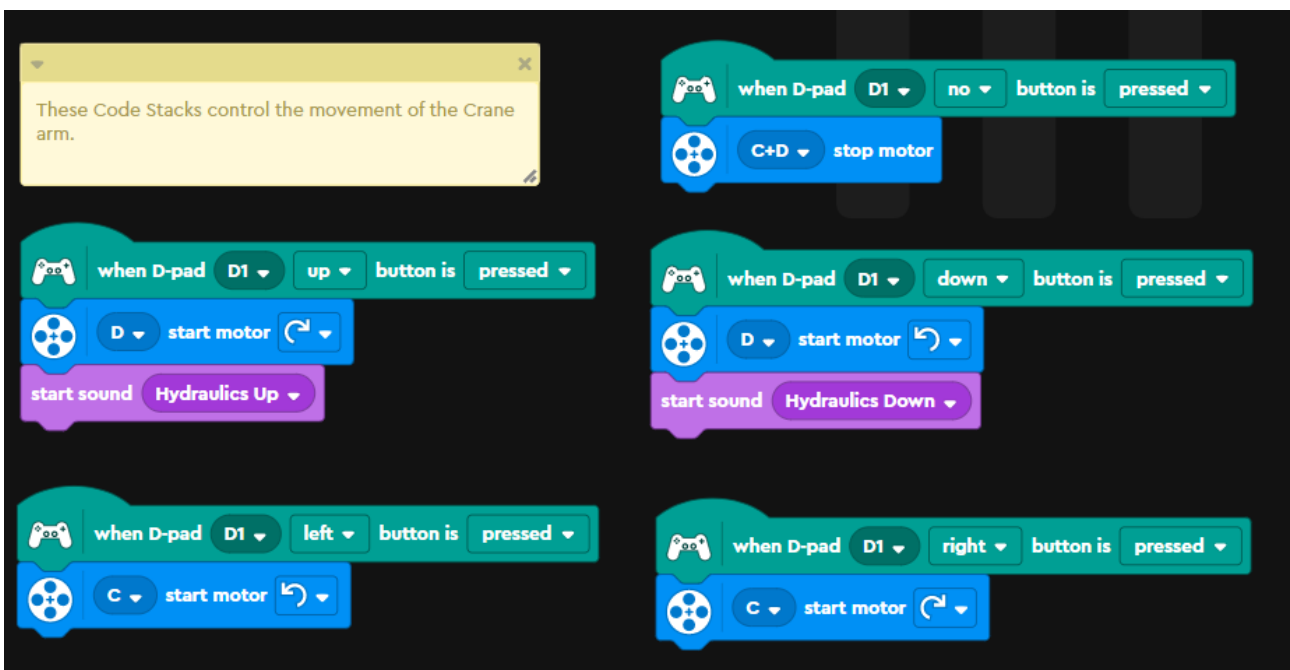 These Code Stacks control the movement of the Crane
arm.
when D-pad D1 no button is pressed
C+D stop motor
when D-pad D1 up button is pressed
D start motor
start sound Hydraulics Up
when D-pad D1 down button is pressed
D start motor
start sound Hydraulics Down
when D-pad D1 left button is pressed
C start motor
when D-pad D1 right button is pressed
C start motor